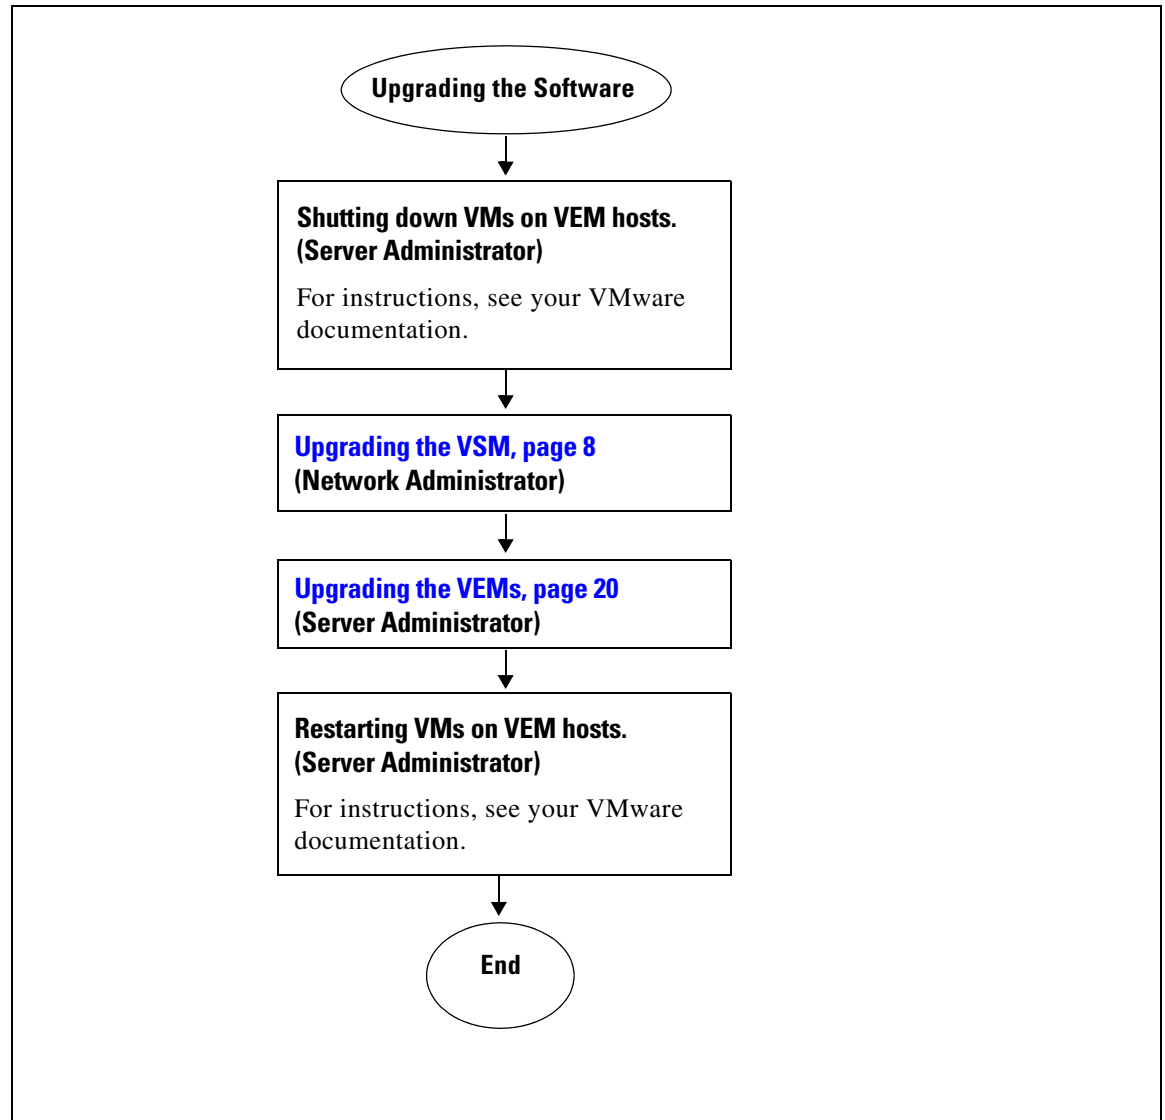 Upgrading the Software
Shutting down VMs on VEM hosts.
(Server Administrator)
For instructions, see your VMware
documentation.
Upgrading the VSM, page 8
(Network Administrator)
Upgrading the VEMs, page 20
(Server Administrator)
Restarting VMs on VEM hosts.
(Server Administrator)
For instructions, see your VMware
documentation.
End